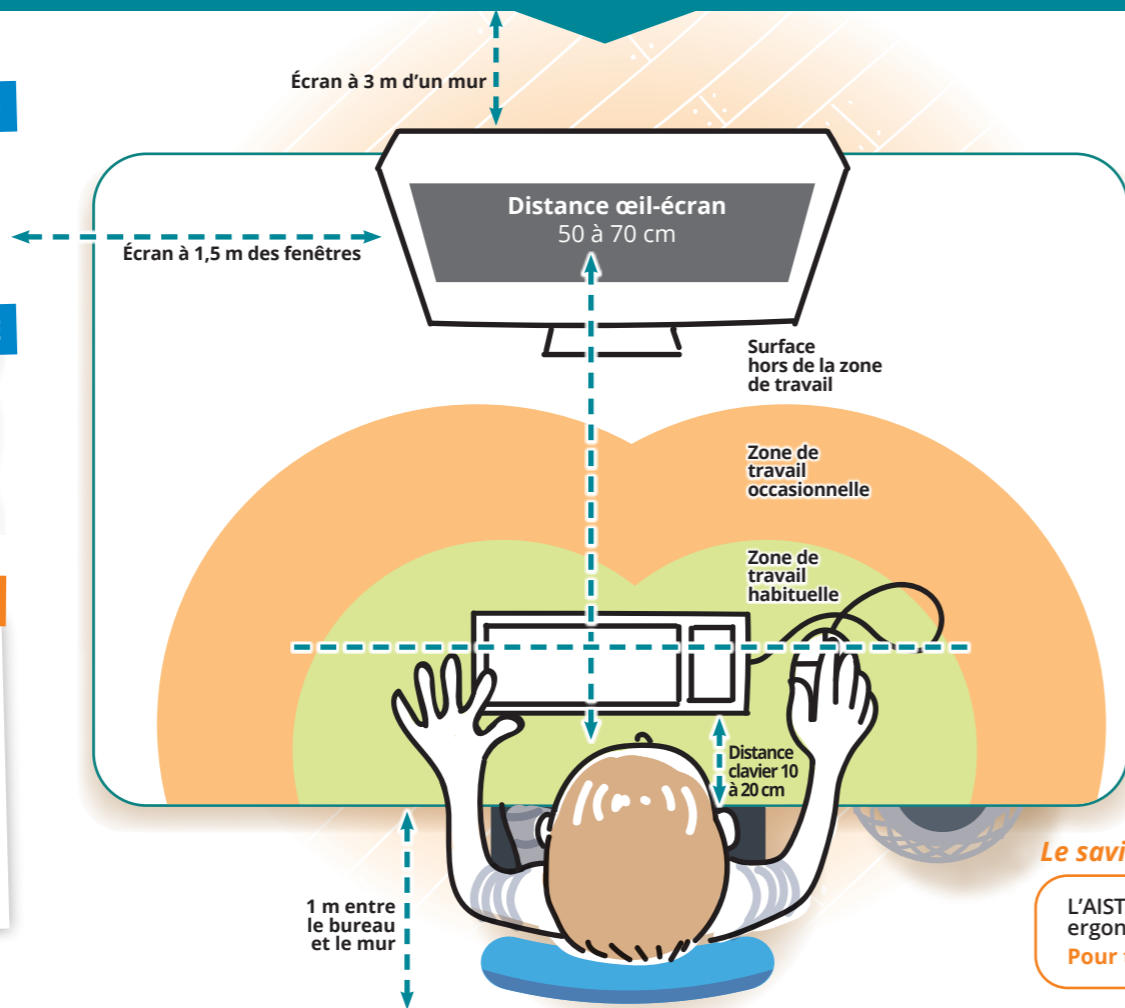 Écran à 3 m d'un mur
Distance œil-écran
50 à 70 cm
Écran à 1,5 m des fenêtres
Surface
hors de la zone
de travail
Zone de
travail
occasionnelle
Zone de
travail
habituelle
Distance
clavier 10
à 20 cm
1 m entre
le bureau
et le mur
Le
L'AIST
Pour